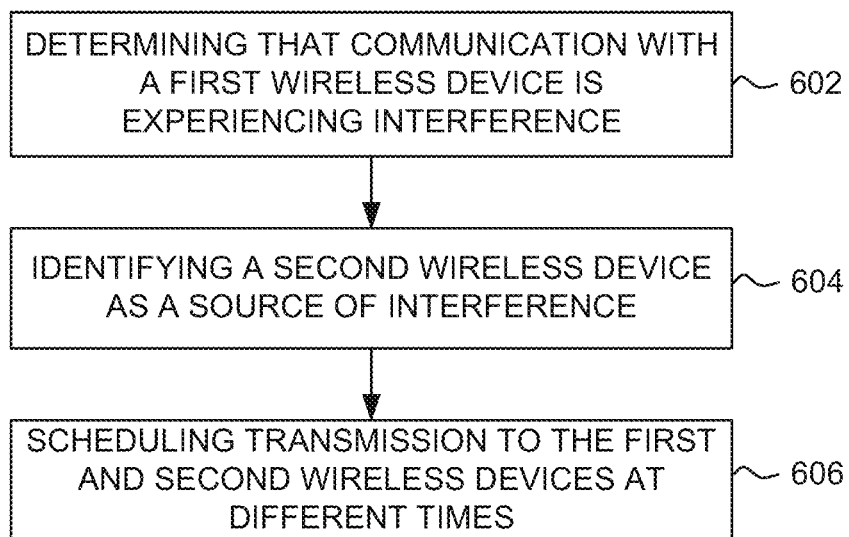 DETERMINING THAT COMMUNICATION WITH
A FIRST WIRELESS DEVICE IS
EXPERIENCING INTERFERENCE
602
IDENTIFYING A SECOND WIRELESS DEVICE
AS A SOURCE OF INTERFERENCE
604
SCHEDULING TRANSMISSION TO THE FIRST
AND SECOND WIRELESS DEVICES AT
DIFFERENT TIMES
606